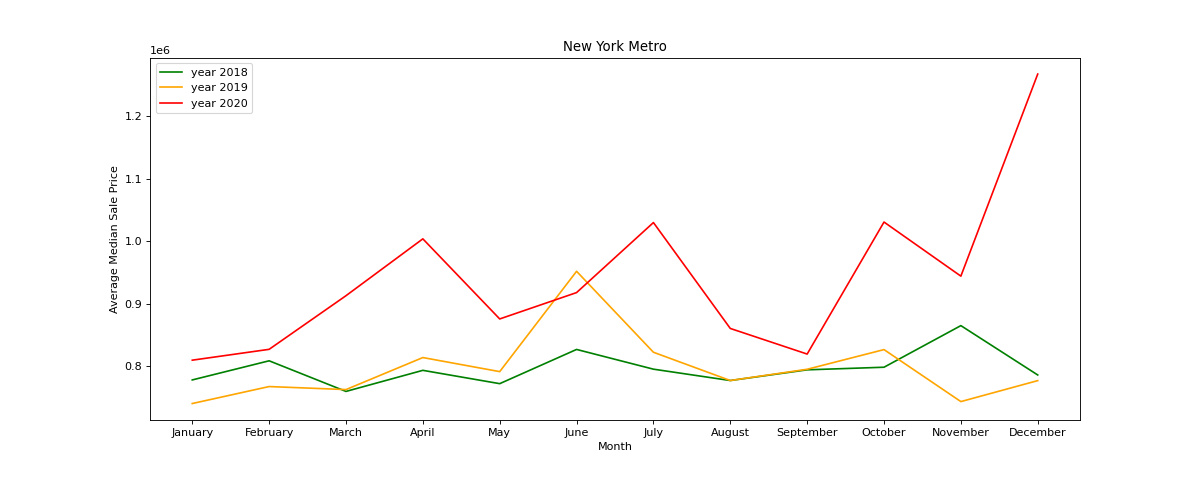 New York Metro
1e6
year 2018
year 2019
year 2020
1.2
1.1
1.0
0.9
0.8
Average Median Sale Price
January February March April May June July August September October November December
Month